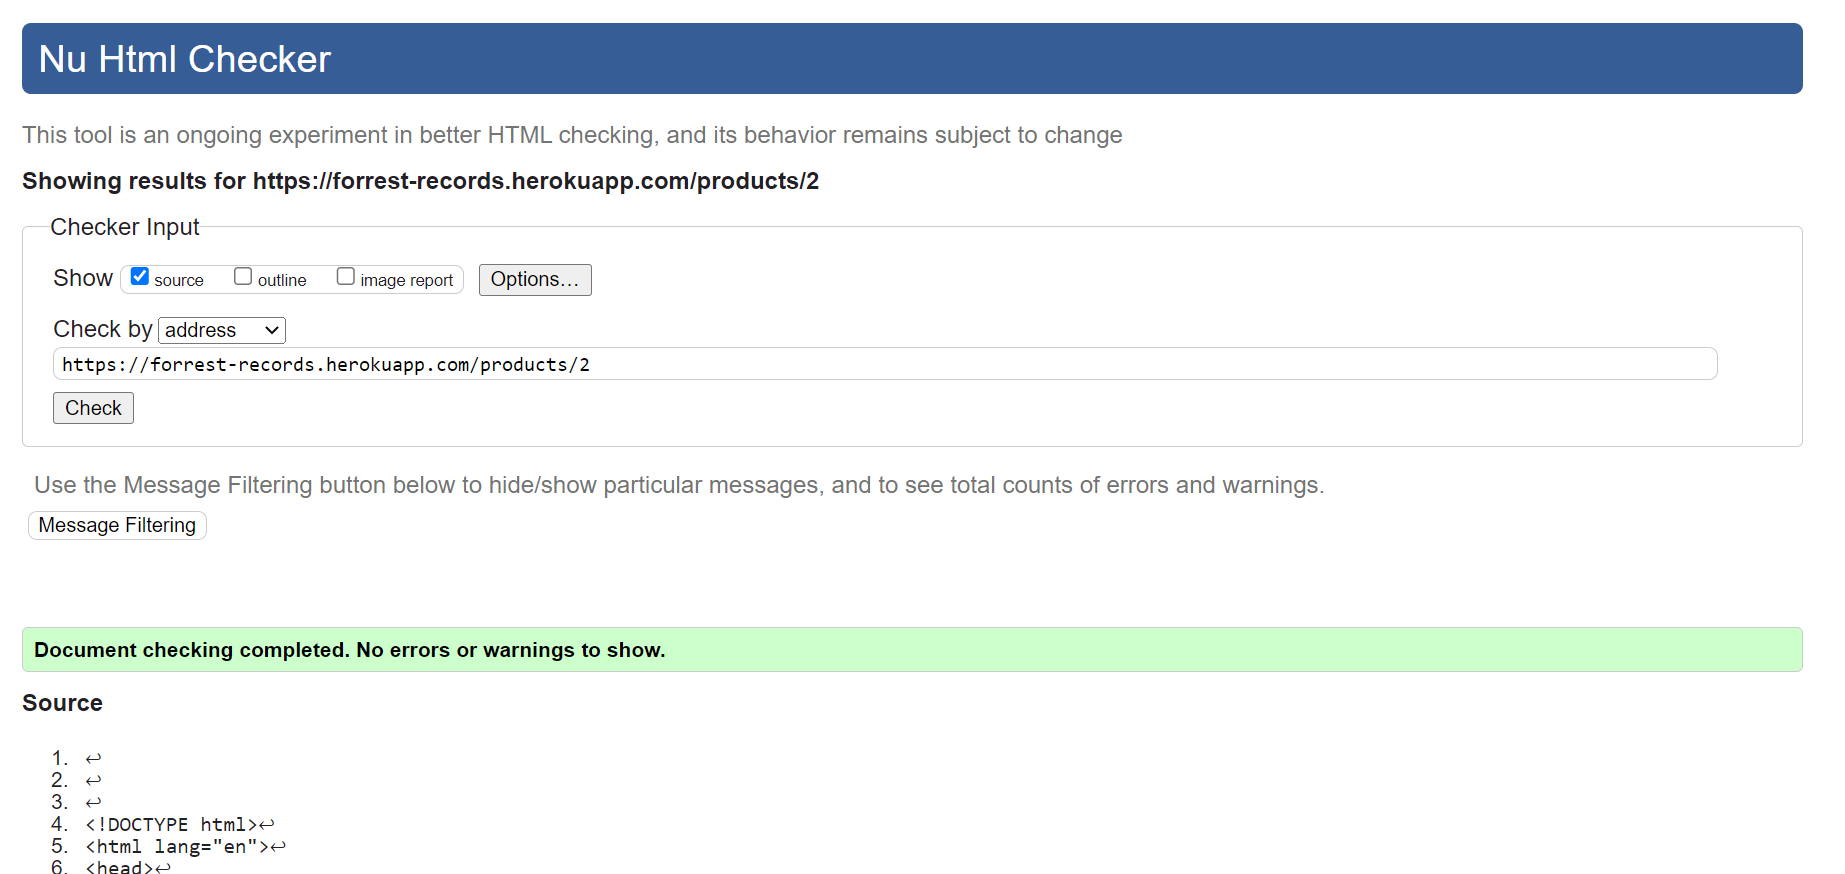 Nu Html Checker
This tool is an ongoing experiment in better HTML checking, and its behavior remains subject to change
Showing results for https://forrest-records.herokuapp.com/products/2
Checker Input
Show source outline image report Options...
Check by address
https://forrest-records.herokuapp.com/products/2
Check
Use the Message Filtering button below to hide/show particular messages, and to see total counts of errors and warnings.
Message Filtering
Document checking completed. No errors or warnings to show.
Source
1. ↩
2. ↩
3. ↩
4. <!DOCTYPE html>↩
5. <html lang="en">↩
6. <head>↩